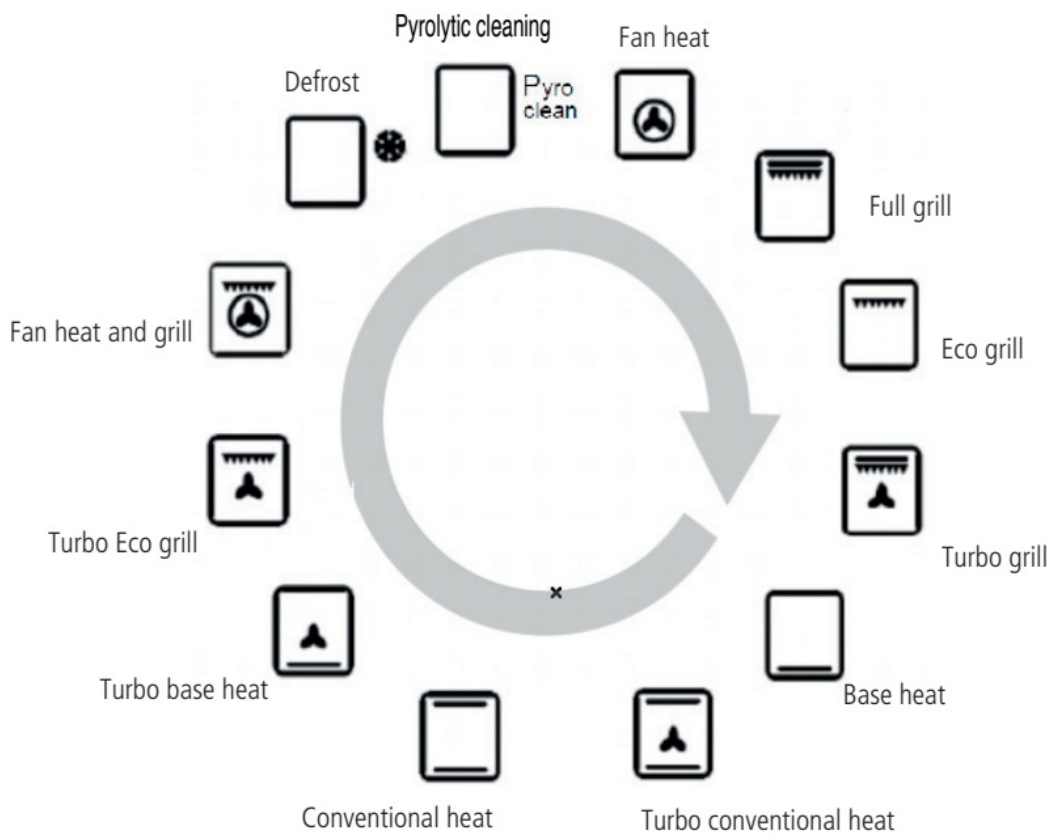 Pyrolytic cleaning
Fan heat
Defrost
Pyro
clean
Full grill
Fan heat and grill
Eco grill
Turbo Eco grill
Turbo grill
Turbo base heat
Base heat
Conventional heat
Turbo conventional heat